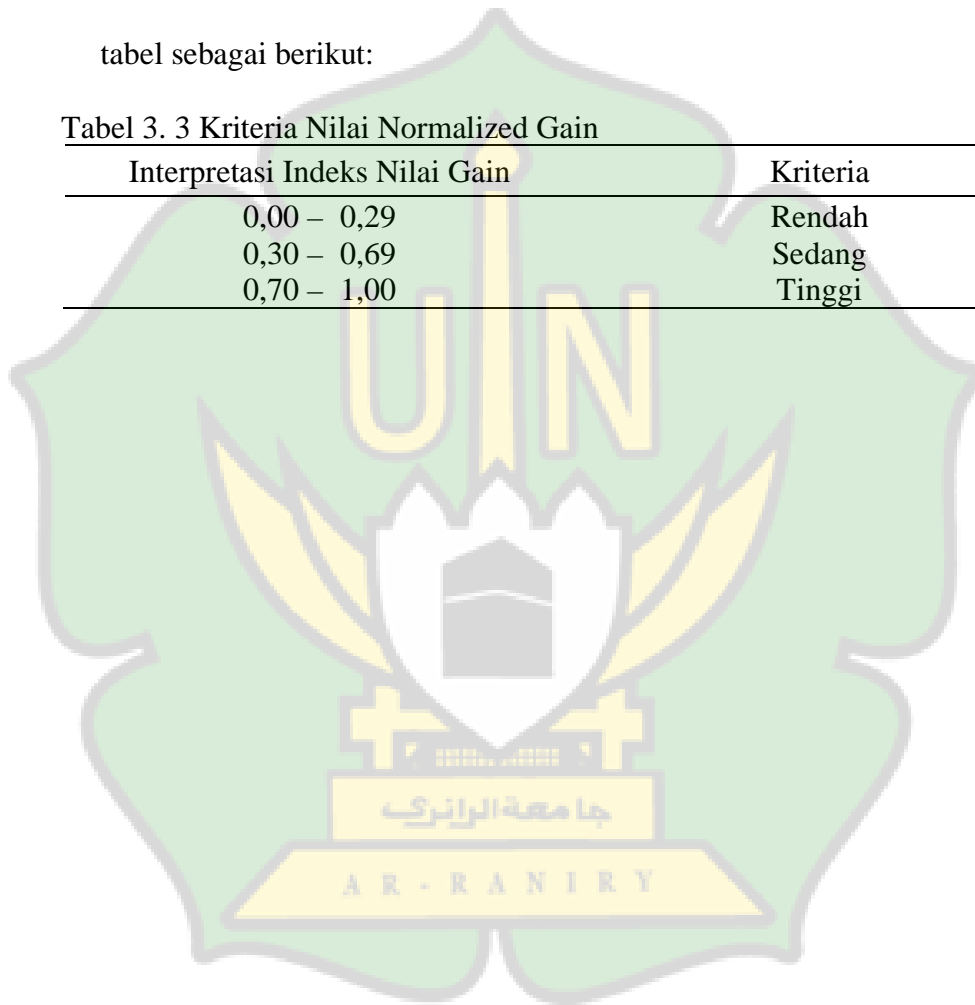 tabel sebagai berikut:
Tabel 3. 3 Kriteria Nilai Normalized Gain
Interpretasi Indeks Nilai Gain Kriteria
0,00 – 0,29 Rendah
0,30 – 0,69 Sedang
0,70 – 1,00 Tinggi
UIN
جامعة الرانري
AR-RANIRY